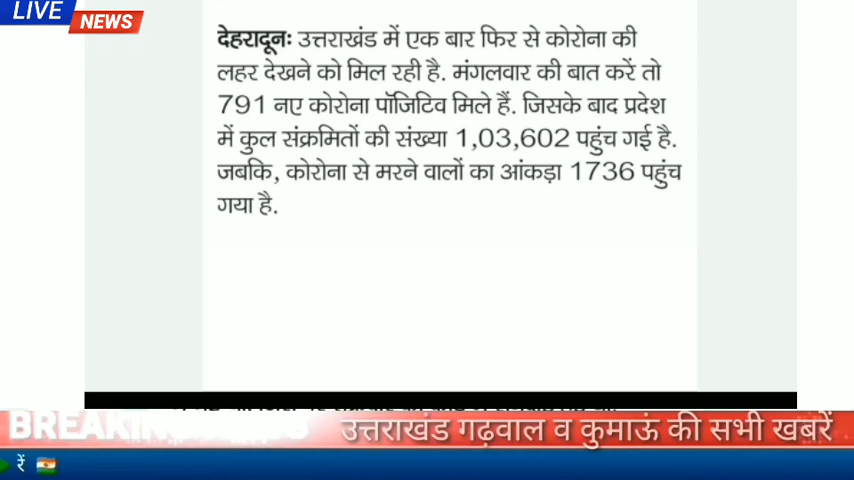 LIVE
NEWS
देहरादूनः उत्तराखंड में एक बार फिर से कोरोना की
लहर देखने को मिल रही है. मंगलवार की बात करें तो
791 नए कोरोना पॉजिटिव मिले हैं. जिसके बाद प्रदेश
में कुल संक्रमितों की संख्या 1,03,602 पहुंच गई है.
जबकि, कोरोना से मरने वालों का आंकड़ा 1736 पहुंच
गया है.
उत्तराखंड गढ़वाल व कुमाऊं की सभी खबरें
रें